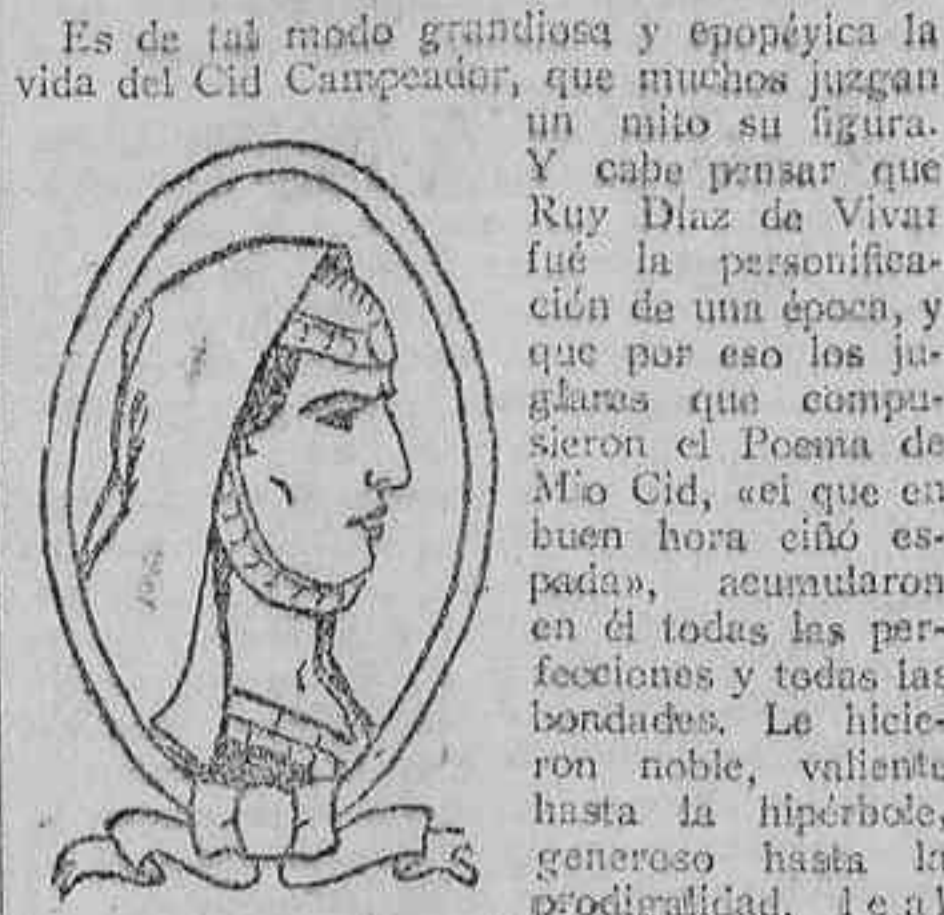 Es de tal modo grandiosa y epopéyica la
vida del Cid Campeador, que muchos juzgan
un mito su figura.
Y cabe pensar que
Ruy Díaz de Vivar
fué la personifica-
ción de una época, y
que por eso los ju-
glares que compu-
sieron el Poema de
Mio Cid, «el que en
buen hora ciñó es-
pada», acumularon
en él todas las per-
fecciones y todas las
bondades. Le hicie-
ron noble, valiente
hasta la hipérbole,
generoso hasta la
prodigalidad, leal